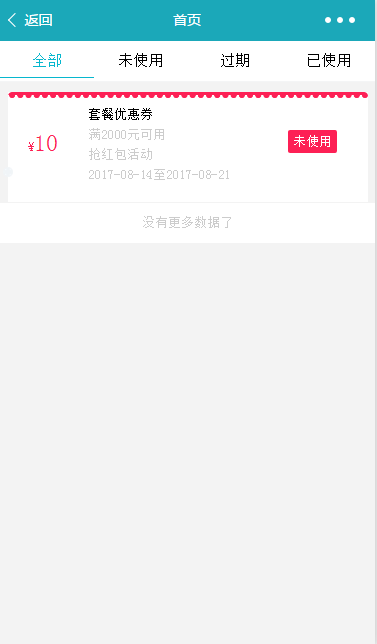 返回 首页
全部 未使用 过期 已使用
套餐优惠券
满2000元可用
¥10 未使用
抢红包活动
2017-08-14至2017-08-21
没有更多数据了